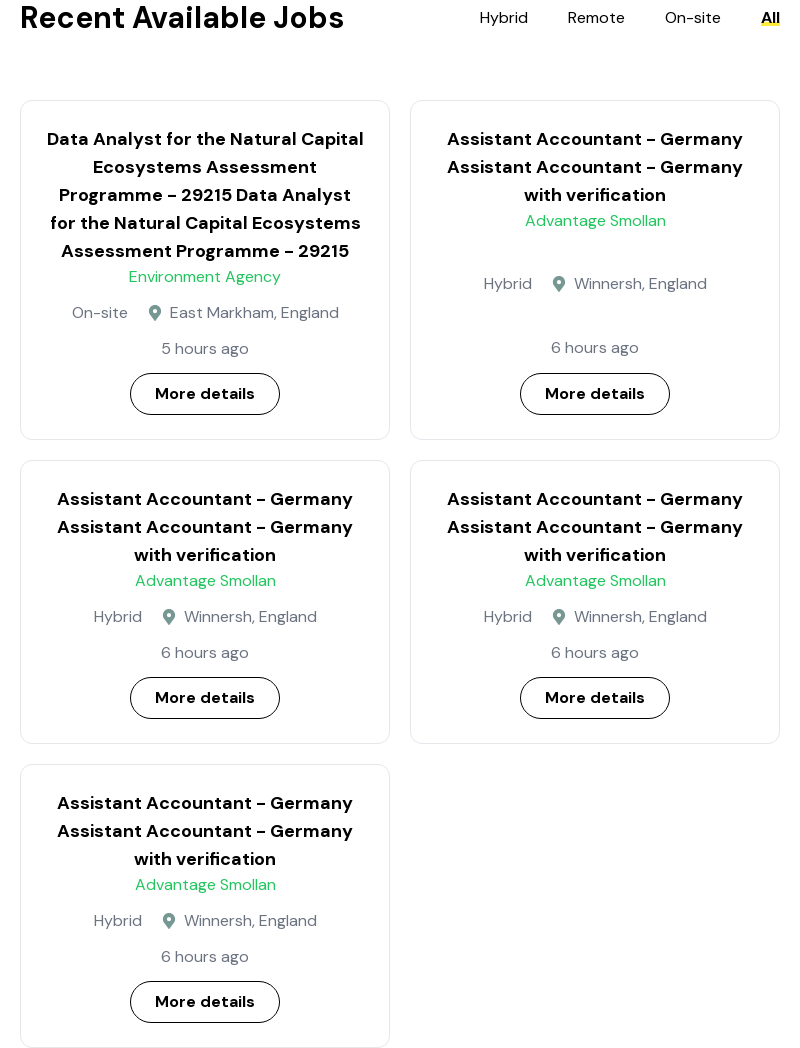 Recent Available Jobs
Hybrid
Remote
On-site
All
Data Analyst for the Natural Capital
Ecosystems Assessment
Programme – 29215 Data Analyst
for the Natural Capital Ecosystems
Assessment Programme – 29215
Environment Agency
On-site East Markham, England
5 hours ago
More details
Assistant Accountant – Germany
Assistant Accountant – Germany
with verification
Advantage Smollan
Hybrid Winnersh, England
6 hours ago
More details
Assistant Accountant – Germany
Assistant Accountant – Germany
with verification
Advantage Smollan
Hybrid Winnersh, England
6 hours ago
More details
Assistant Accountant – Germany
Assistant Accountant – Germany
with verification
Advantage Smollan
Hybrid Winnersh, England
6 hours ago
More details
Assistant Accountant – Germany
Assistant Accountant – Germany
with verification
Advantage Smollan
Hybrid Winnersh, England
6 hours ago
More details